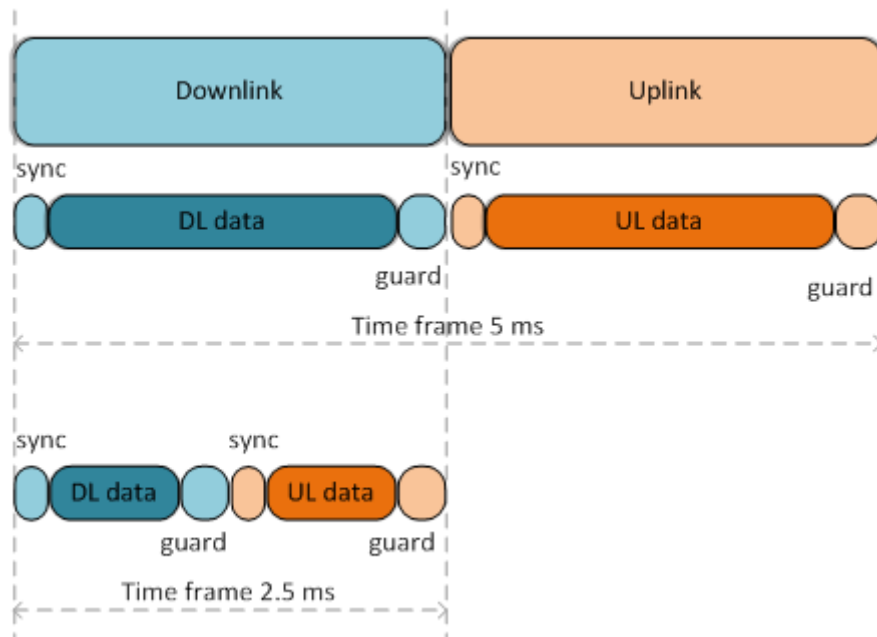 Downlink
Uplink
sync
sync
DL data
UL data
guard
guard
Time frame 5 ms
sync
sync
DL data
UL data
guard
guard
Time frame 2.5 ms